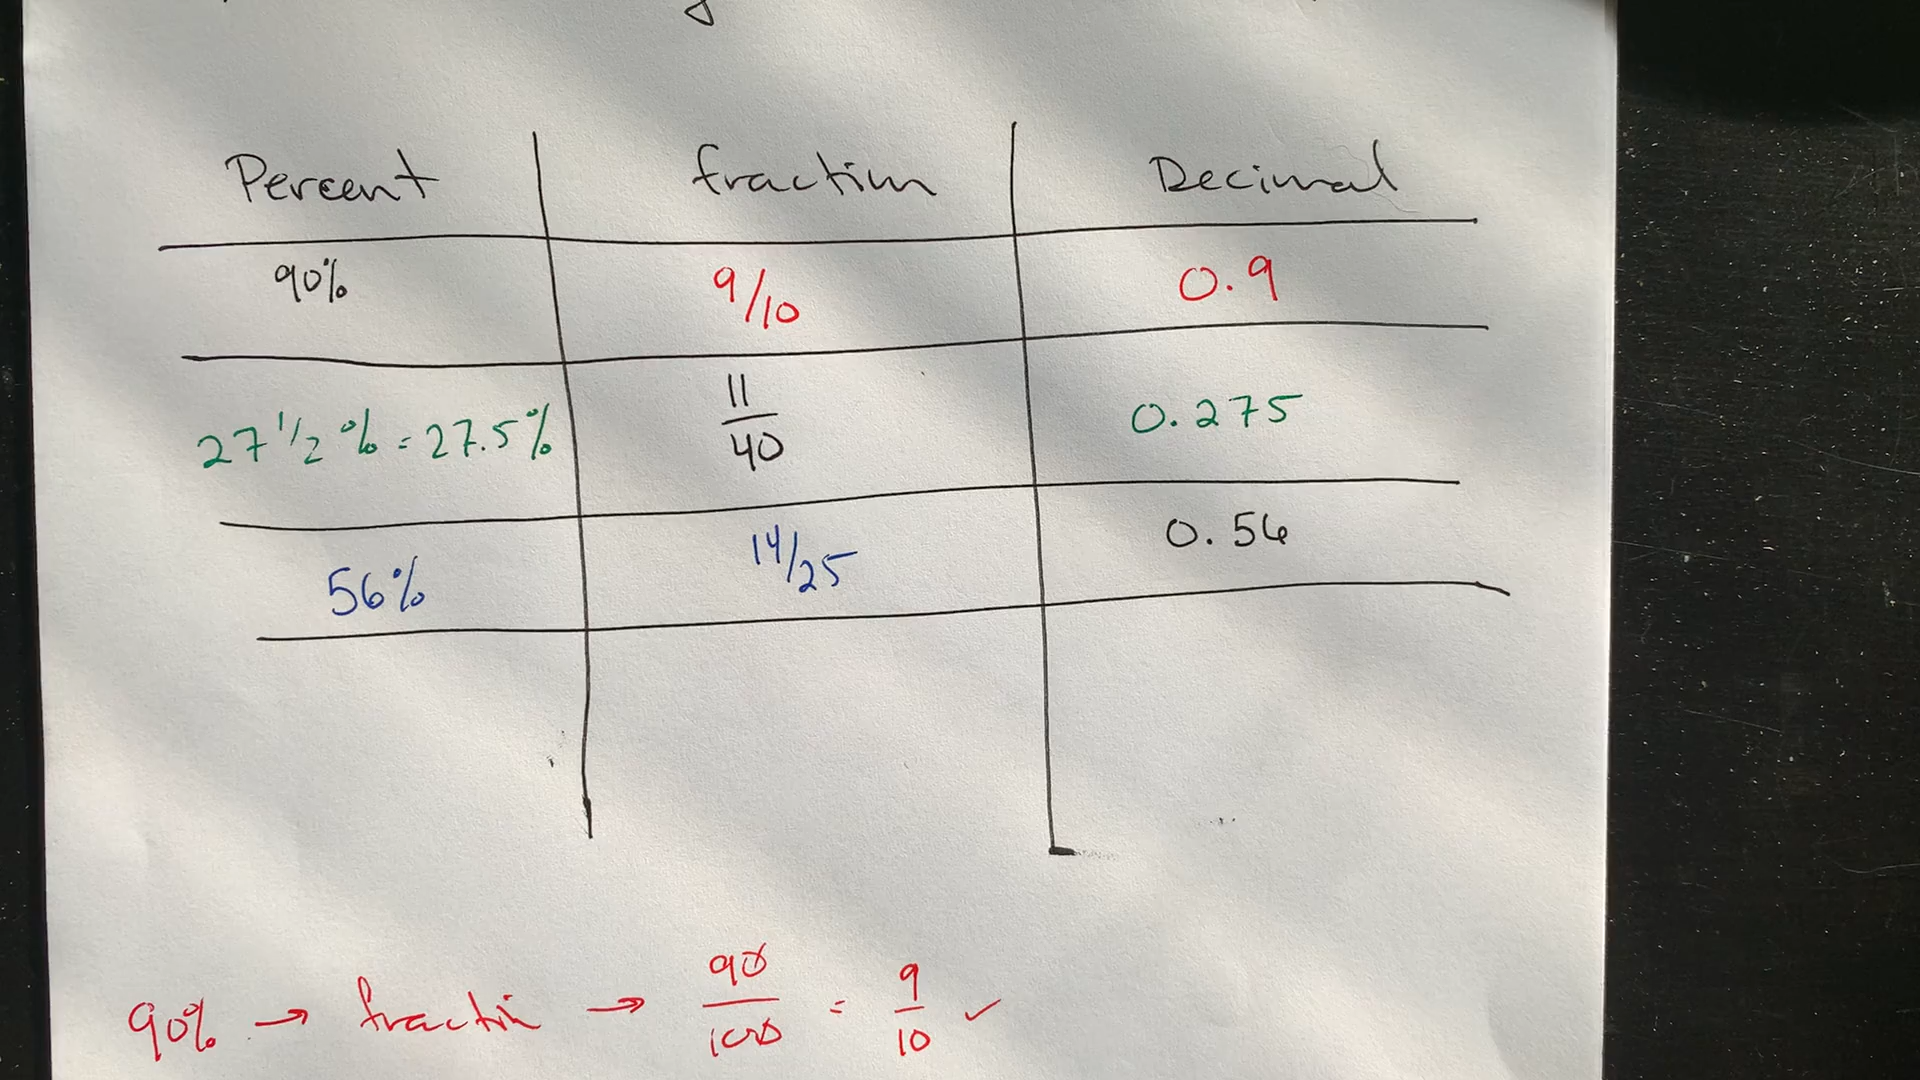 Percent fraction Decimal
90% 9/10 0.9
27 1/2 % = 27.5% 11/40 0.275
56% 14/25 0.56
90% → fraction → 90/100 = 9/10 ✓